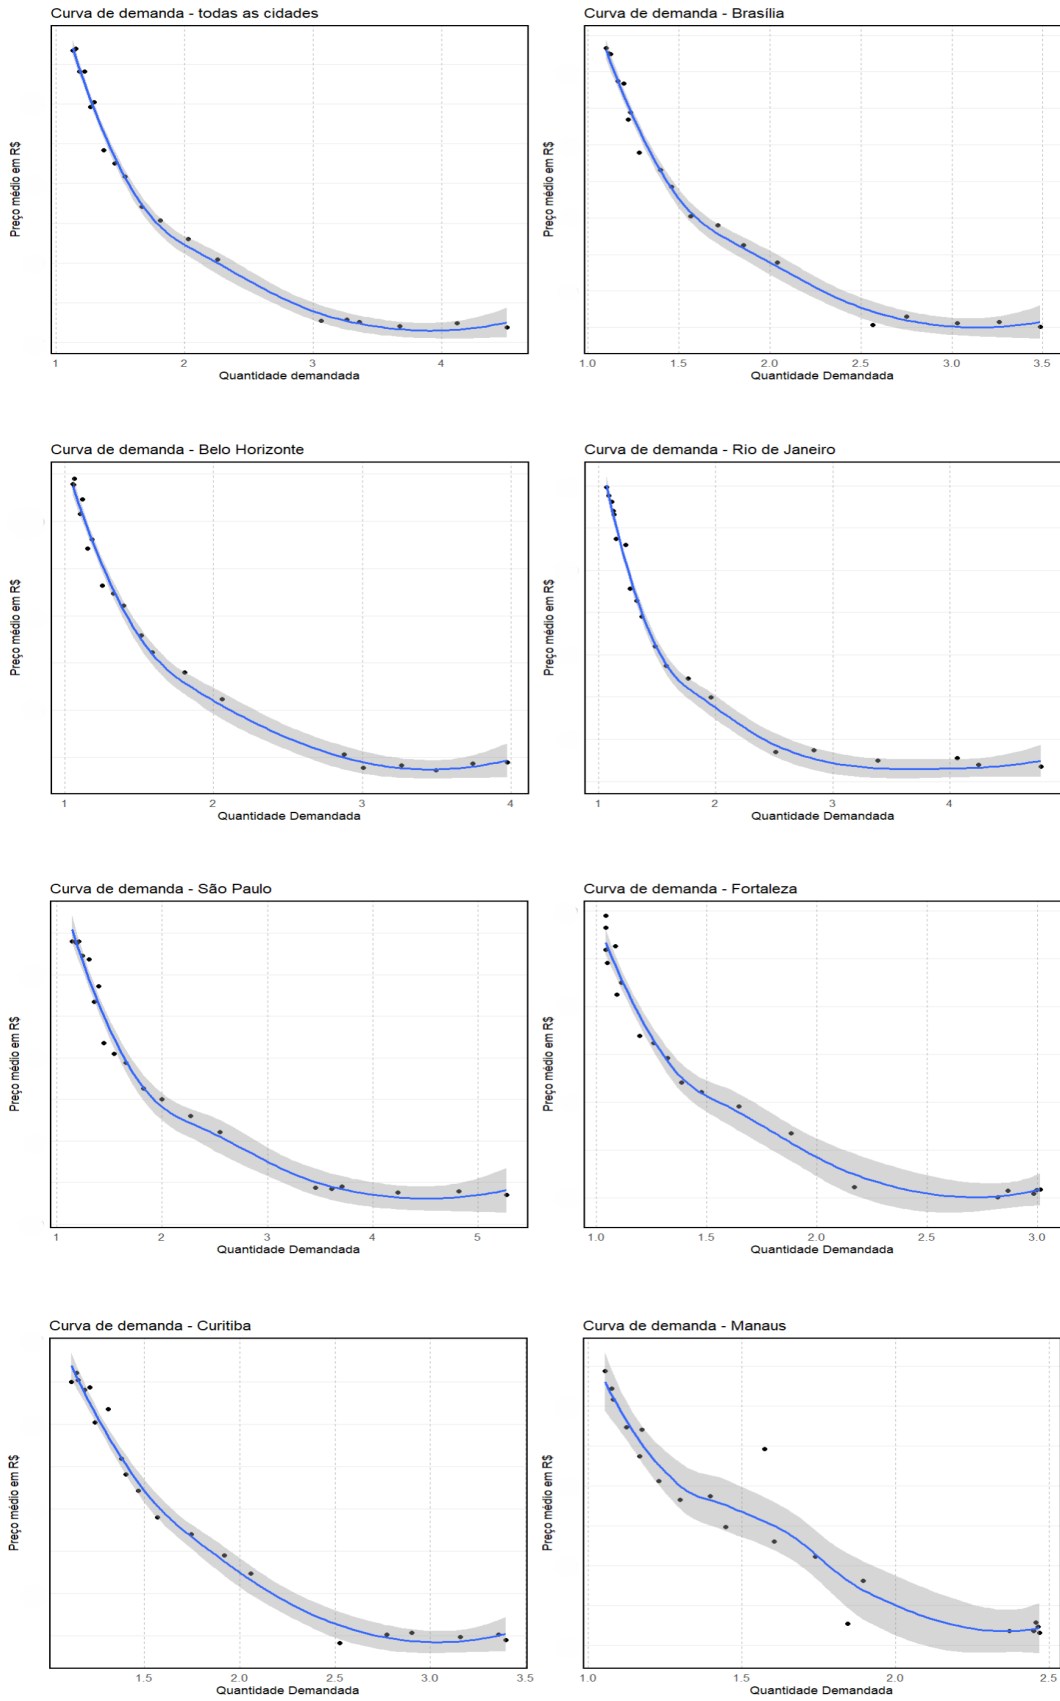 Curva de demanda - todas as cidades
Preço médio em R$
1 2 3 4
Quantidade demandada
Curva de demanda - Brasília
Preço médio em R$
1.0 1.5 2.0 2.5 3.0 3.5
Quantidade Demandada
Curva de demanda - Belo Horizonte
Preço médio em R$
1 2 3 4
Quantidade Demandada
Curva de demanda - Rio de Janeiro
Preço médio em R$
1 2 3 4
Quantidade Demandada
Curva de demanda - São Paulo
Preço médio em R$
1 2 3 4 5
Quantidade Demandada
Curva de demanda - Fortaleza
Preço médio em R$
1.0 1.5 2.0 2.5 3.0
Quantidade Demandada
Curva de demanda - Curitiba
Preço médio em R$
1.5 2.0 2.5 3.0 3.5
Quantidade Demandada
Curva de demanda - Manaus
Preço médio em R$
1.0 1.5 2.0 2.5
Quantidade Demandada